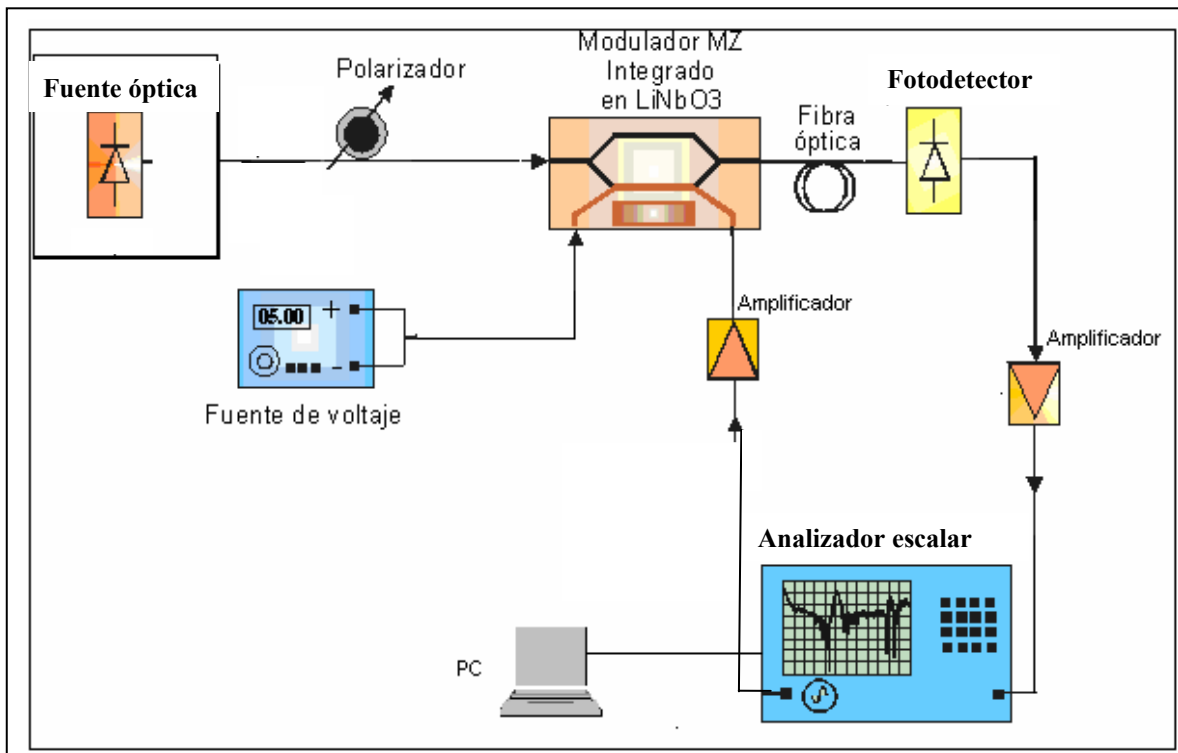 Fuente óptica
Polarizador
Modulador MZ
Integrado
en LiNbO3
Fibra
óptica
Fotodetector
05.00
+
-
Fuente de voltaje
Amplificador
Amplificador
Analizador escalar
PC